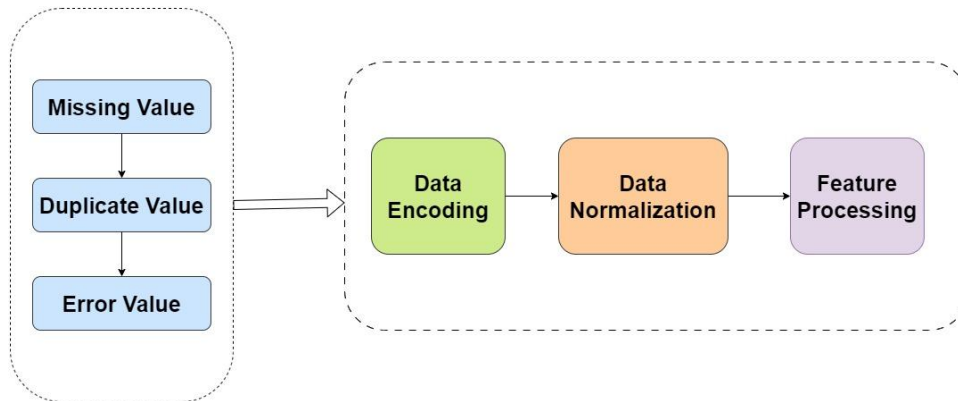 Missing Value
Duplicate Value
Error Value
Data
Encoding
Data
Normalization
Feature
Processing